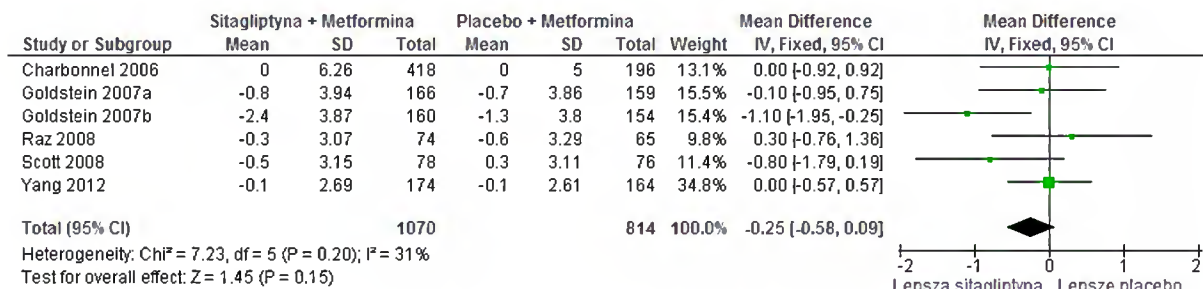 Sitagliptyna + Metformina Placebo + Metformina Mean Difference Mean Difference
Study or Subgroup Mean SD Total Mean SD Total Weight IV, Fixed, 95% CI IV, Fixed, 95% CI
Charbonnel 2006 0 6.26 418 0 5 196 13.1% 0.00 [-0.92, 0.92]
Goldstein 2007a -0.8 3.94 166 -0.7 3.86 159 15.5% -0.10 [-0.95, 0.75]
Goldstein 2007b -2.4 3.87 160 -1.3 3.8 154 15.4% -1.10 [-1.95, -0.25]
Raz 2008 -0.3 3.07 74 -0.6 3.29 65 9.8% 0.30 [-0.76, 1.36]
Scott 2008 -0.5 3.15 78 0.3 3.11 76 11.4% -0.80 [-1.79, 0.19]
Yang 2012 -0.1 2.69 174 -0.1 2.61 164 34.8% 0.00 [-0.57, 0.57]
Total (95% CI) 1070 814 100.0% -0.25 [-0.58, 0.09]
Heterogeneity: Chi² = 7.23, df = 5 (P = 0.20); I² = 31%
Test for overall effect: Z = 1.45 (P = 0.15)
-2 -1 0 1 2
Lepsza sitagliptyna Lepsze placebo